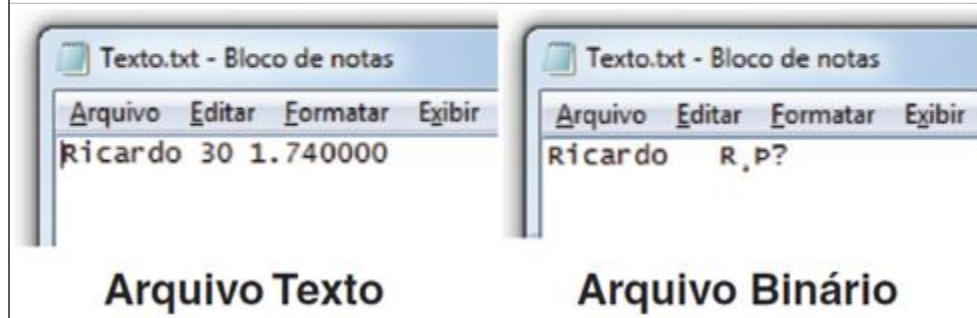 Texto.txt - Bloco de notas
Arquivo Editar Formatar Exibir
Ricardo 30 1.740000
Arquivo Texto
Texto.txt - Bloco de notas
Arquivo Editar Formatar Exibir
Ricardo R¸Þ?
Arquivo Binário